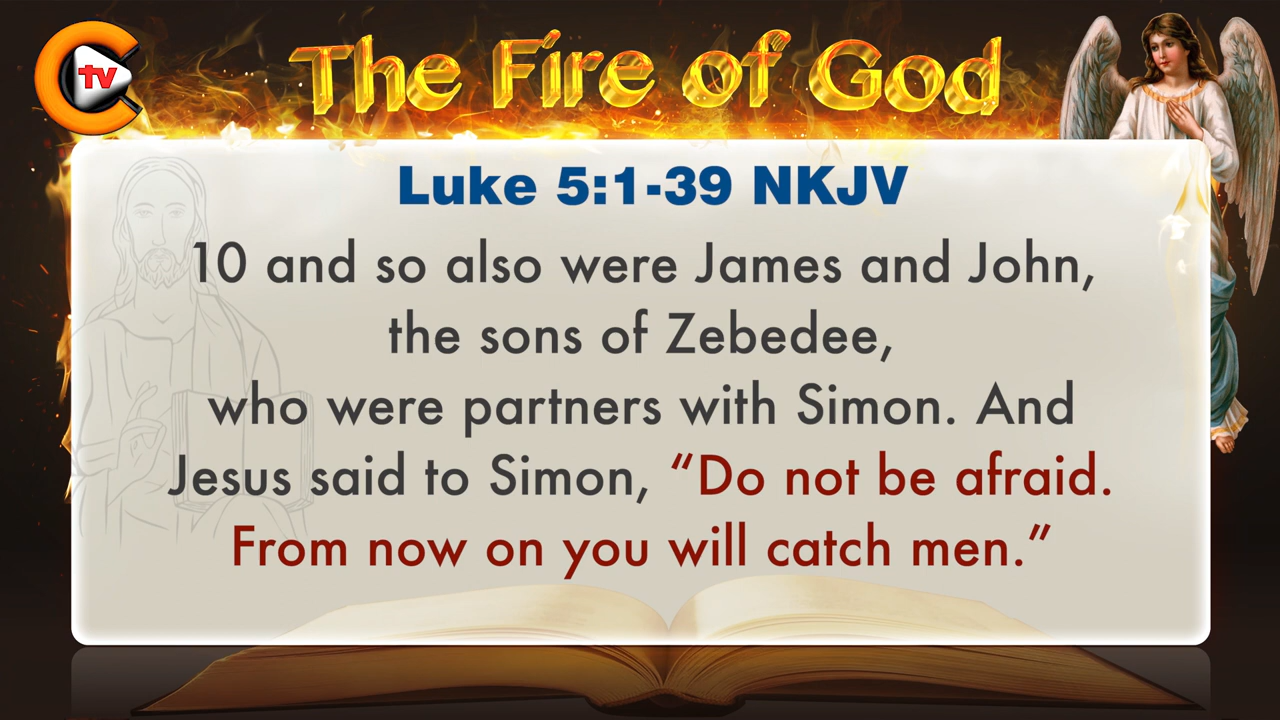 tv
The Fire of God
Luke 5:1-39 NKJV
10 and so also were James and John,
the sons of Zebedee,
who were partners with Simon. And
Jesus said to Simon, “Do not be afraid.
From now on you will catch men.”